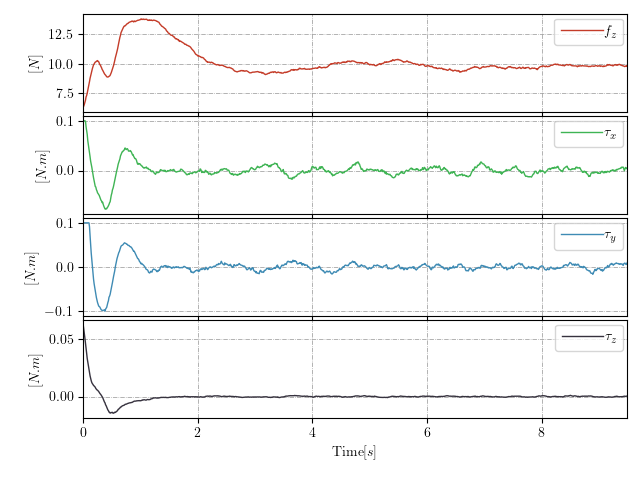 12.5
10.0
7.5
[N]
f_z
0.1
0.0
[N.m]
τ_x
0.1
0.0
−0.1
[N.m]
τ_y
0.05
0.00
[N.m]
τ_z
0 2 4 6 8
Time[s]